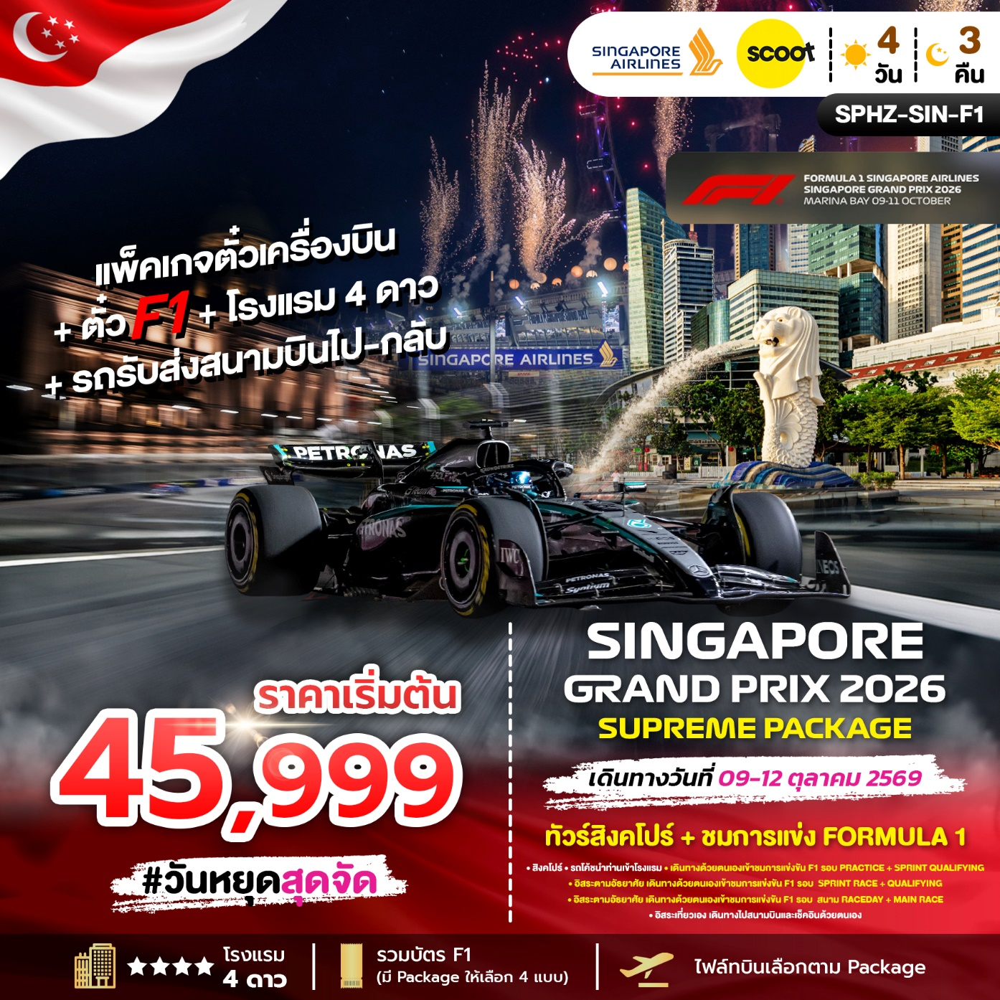 SINGAPORE AIRLINES
scoot
4 วัน
3 คืน
SPHZ-SIN-F1
F1
FORMULA 1 SINGAPORE AIRLINES
SINGAPORE GRAND PRIX 2026
MARINA BAY 09-11 OCTOBER
แพ็คเกจตั๋วเครื่องบิน
+ ตั๋ว F1 + โรงแรม 4 ดาว
+ รถรับส่งสนามบินไป-กลับ
SINGAPORE AIRLINES
PETRONAS
CROWDSTRIKE
PETRONAS
PETRONAS
PETRONAS
IWC
PETRONAS
Syntium
INEOS
SINGAPORE
GRAND PRIX 2026
SUPREME PACKAGE
ราคาเริ่มต้น
45,999
#วันหยุดสุดจัด
เดินทางวันที่ 09-12 ตุลาคม 2569
ทัวร์สิงคโปร์ + ชมการแข่ง FORMULA 1
• สิงคโปร์ • รถโค้ชนำท่านเข้าโรงแรม • เดินทางด้วยตนเองเข้าชมการแข่งขัน F1 รอบ PRACTICE + SPRINT QUALIFYING
• อิสระตามอัธยาศัย เดินทางด้วยตนเองเข้าชมการแข่งขัน F1 รอบ SPRINT RACE + QUALIFYING
• อิสระตามอัธยาศัย เดินทางด้วยตนเองเข้าชมการแข่งขัน F1 รอบ สนาม RACEDAY + MAIN RACE
• อิสระเที่ยวเอง เดินทางไปสนามบินและเช็คอินด้วยตนเอง
โรงแรม
4 ดาว
รวมบัตร F1
(มี Package ให้เลือก 4 แบบ)
ไฟล์ทบินเลือกตาม Package